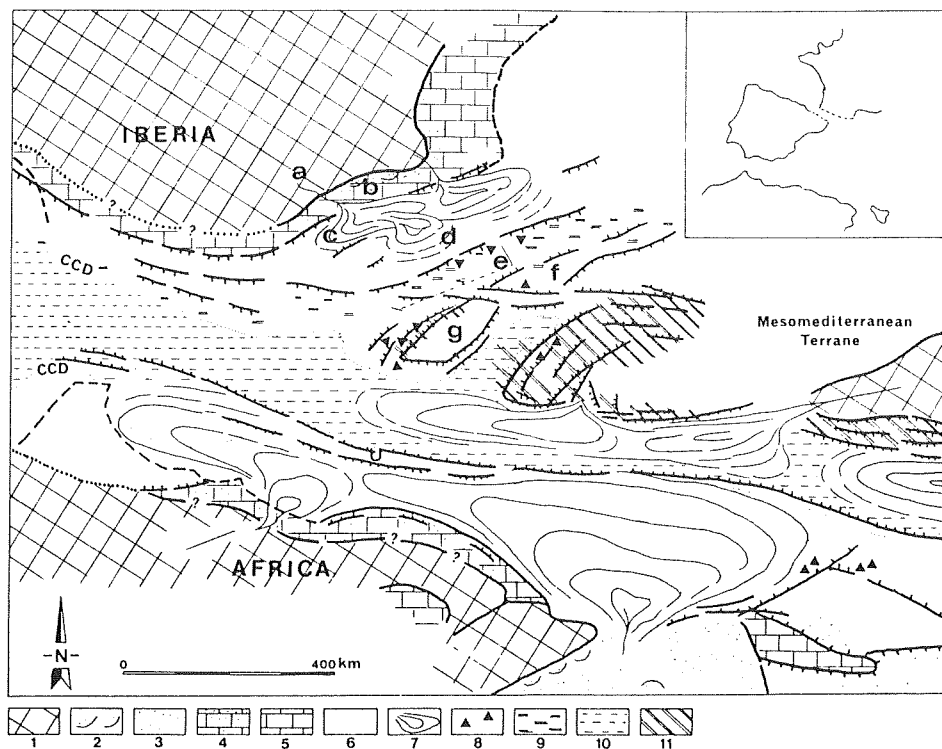 IBERIA
a
b
?
?
c
d
e
f
CCD
g
Mesomediterranean
Terrane
CCD
U
?
?
?
AFRICA
-N-
0 400 km
1 2 3 4 5 6 7 8 9 10 11